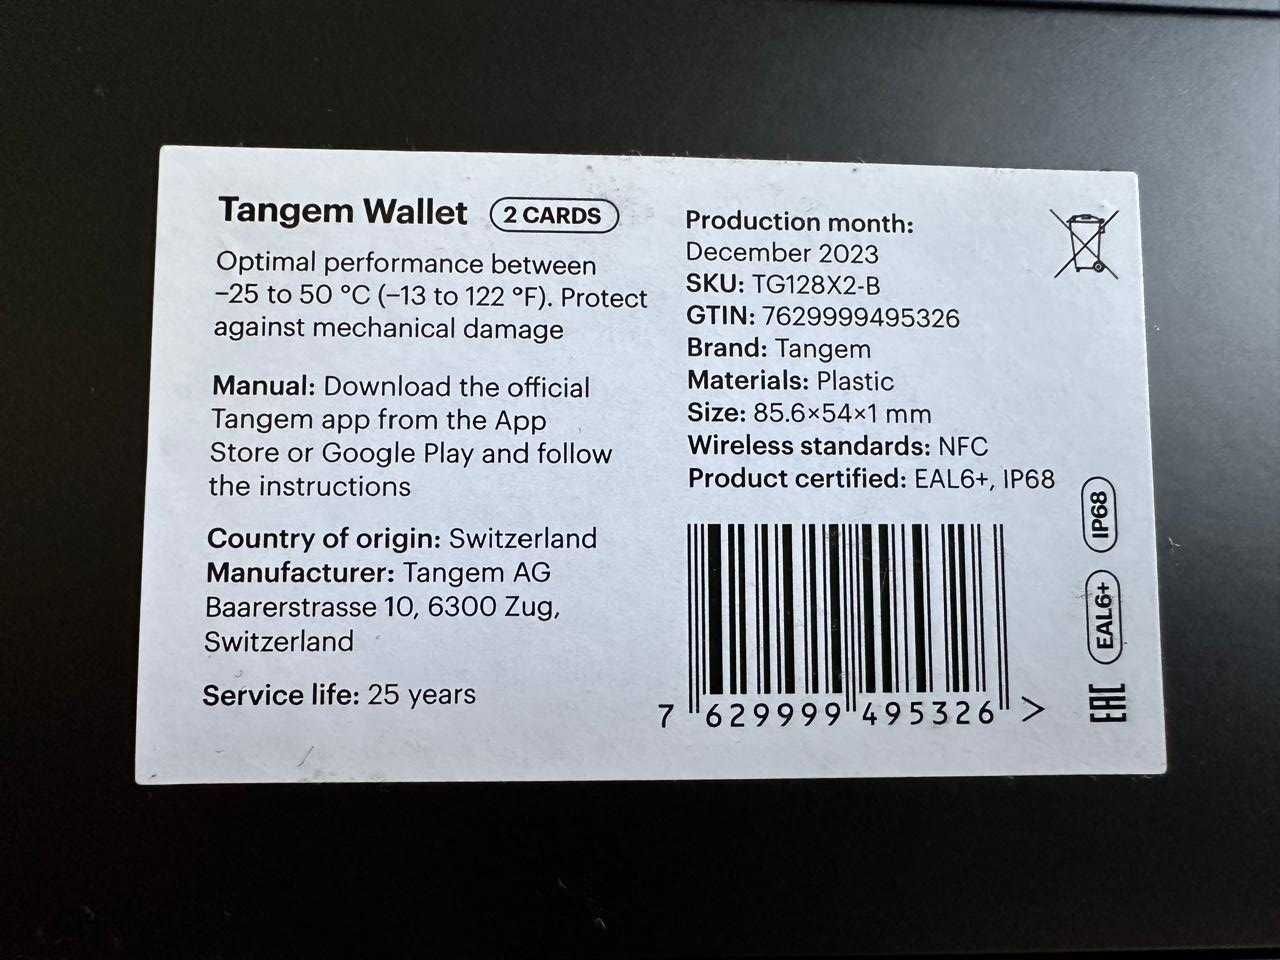 Tangem Wallet 2 CARDS
Optimal performance between
–25 to 50 °C (–13 to 122 °F). Protect
against mechanical damage
Manual: Download the official
Tangem app from the App
Store or Google Play and follow
the instructions
Country of origin: Switzerland
Manufacturer: Tangem AG
Baarerstrasse 10, 6300 Zug,
Switzerland
Service life: 25 years
Production month:
December 2023
SKU: TG128X2-B
GTIN: 7629999495326
Brand: Tangem
Materials: Plastic
Size: 85.6×54×1 mm
Wireless standards: NFC
Product certified: EAL6+, IP68
7 629999 495326 >
IP68
EAL6+
EAC